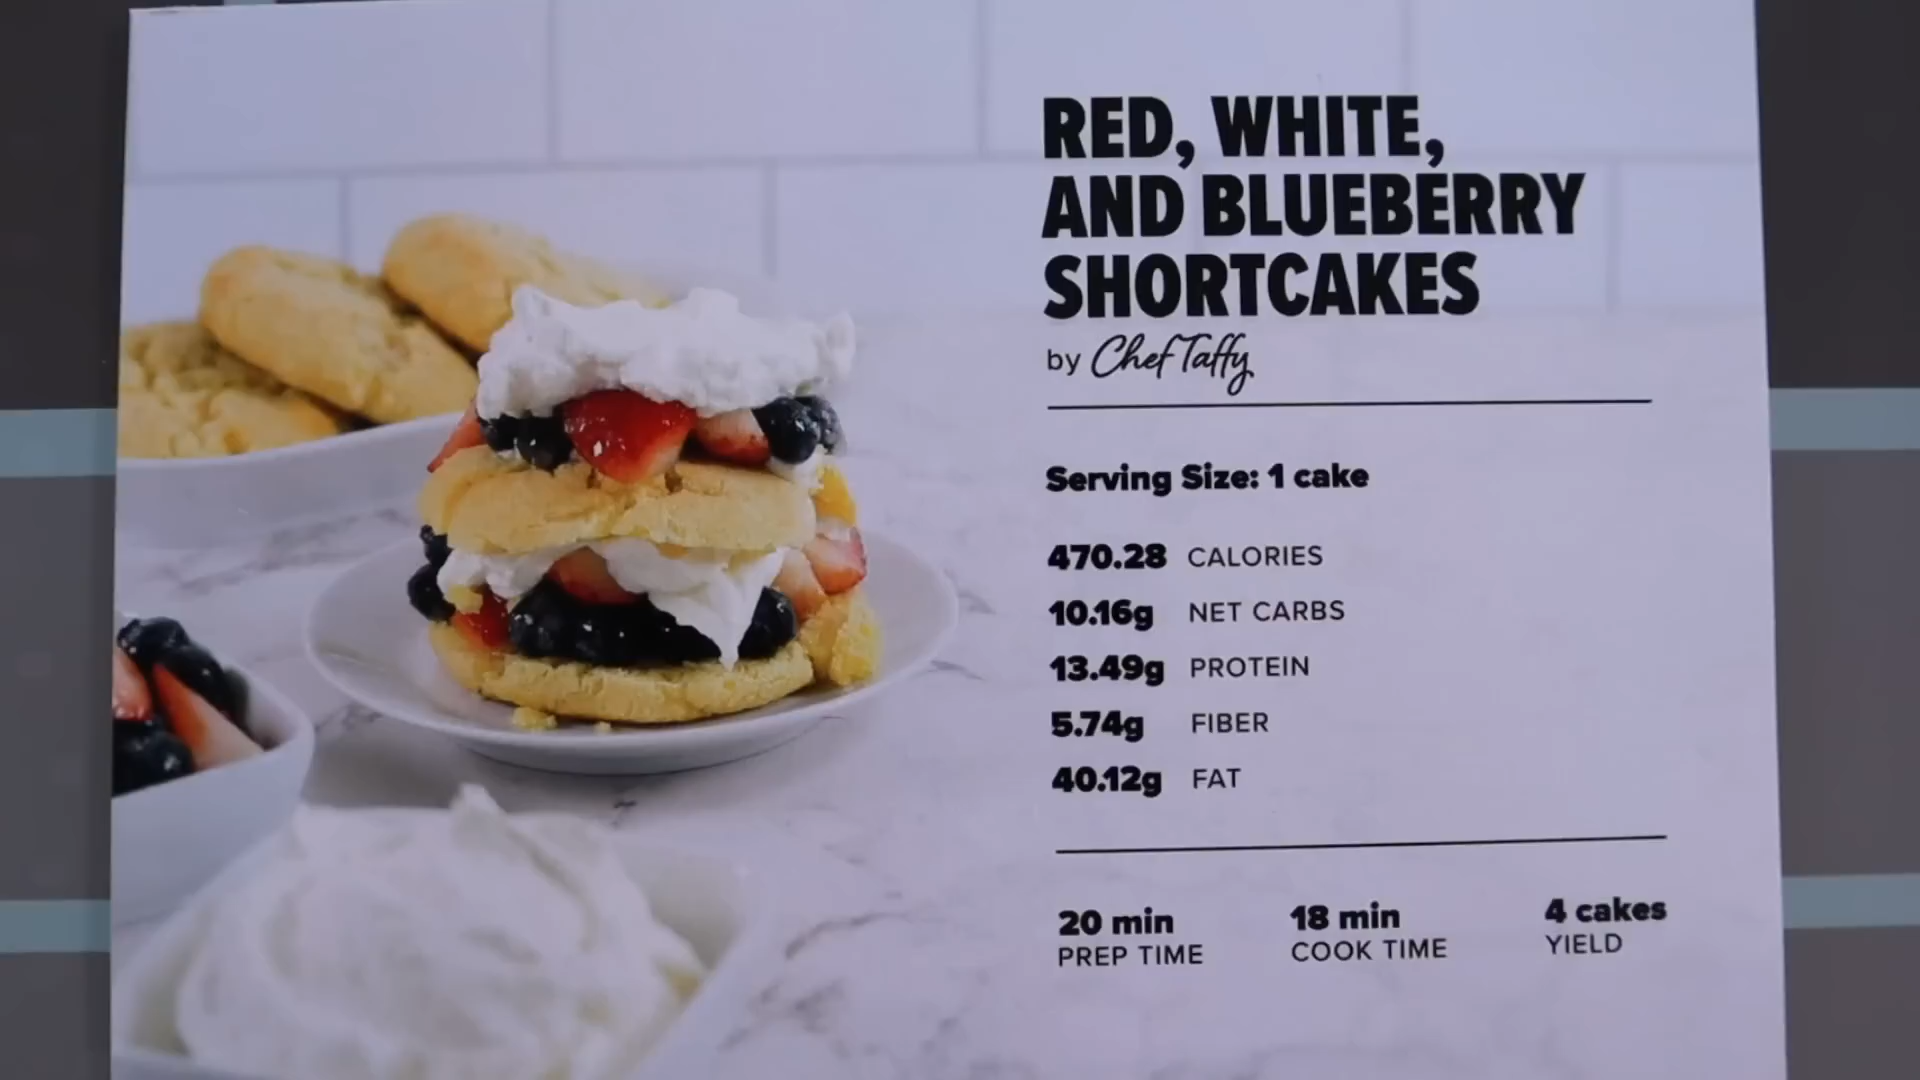 RED, WHITE,
AND BLUEBERRY
SHORTCAKES
by Chef Taffy
Serving Size: 1 cake
470.28 CALORIES
10.16g NET CARBS
13.49g PROTEIN
5.74g FIBER
40.12g FAT
20 min 18 min 4 cakes
PREP TIME COOK TIME YIELD